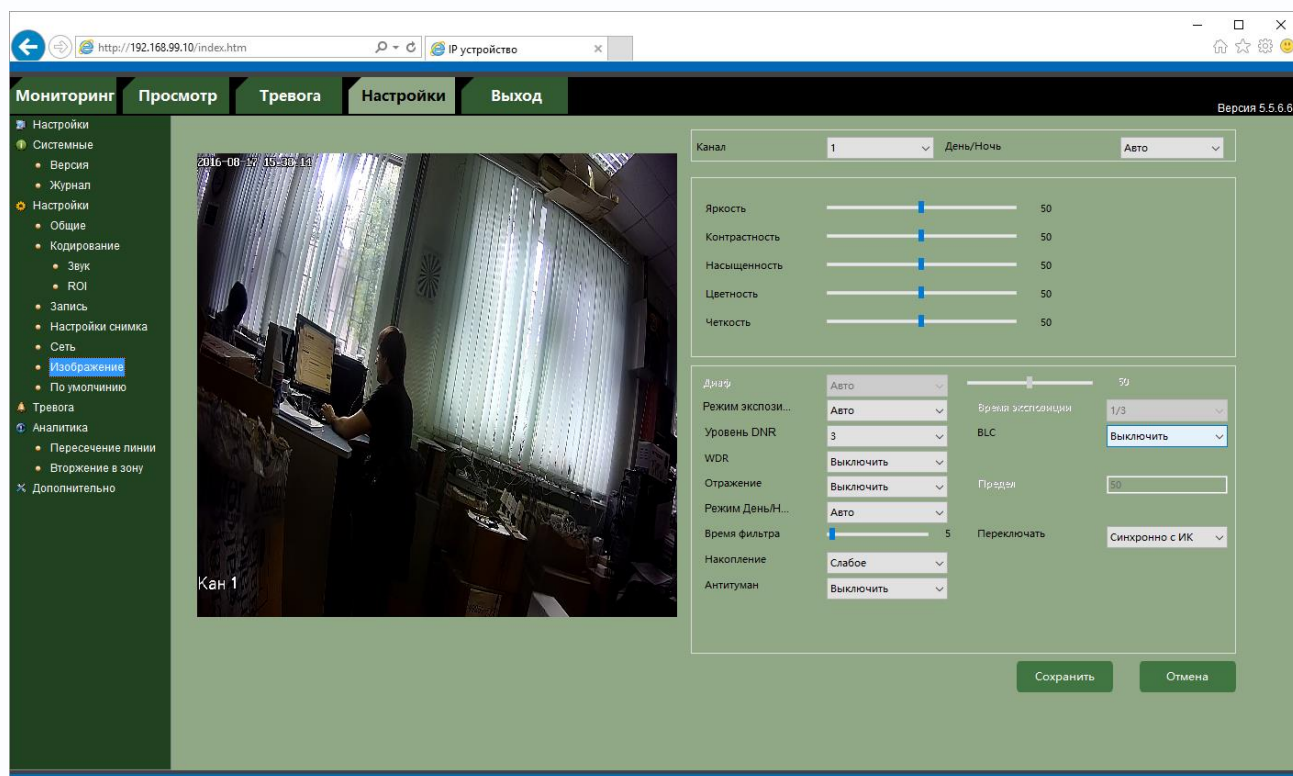 http://192.168.99.10/index.htm
IP устройство
Мониторинг Просмотр Тревога Настройки Выход
Версия 5.5.6.6
Настройки
Системные
Версия
Журнал
Настройки
Общие
Кодирование
Звук
ROI
Запись
Настройки снимка
Сеть
Изображение
По умолчанию
Тревога
Аналитика
Пересечение линии
Вторжение в зону
Дополнительно
2016-08-17 15:38:14
Кан 1
Канал 1 День/Ночь Авто
Яркость 50
Контрастность 50
Насыщенность 50
Цветность 50
Четкость 50
Диаф Авто 50
Режим экспози... Авто Время экспозиции 1/3
Уровень DNR 3 BLC Выключить
WDR Выключить
Отражение Выключить Предел 50
Режим День/Н... Авто
Время фильтра 5 Переключать Синхронно с ИК
Накопление Слабое
Антитуман Выключить
Сохранить Отмена